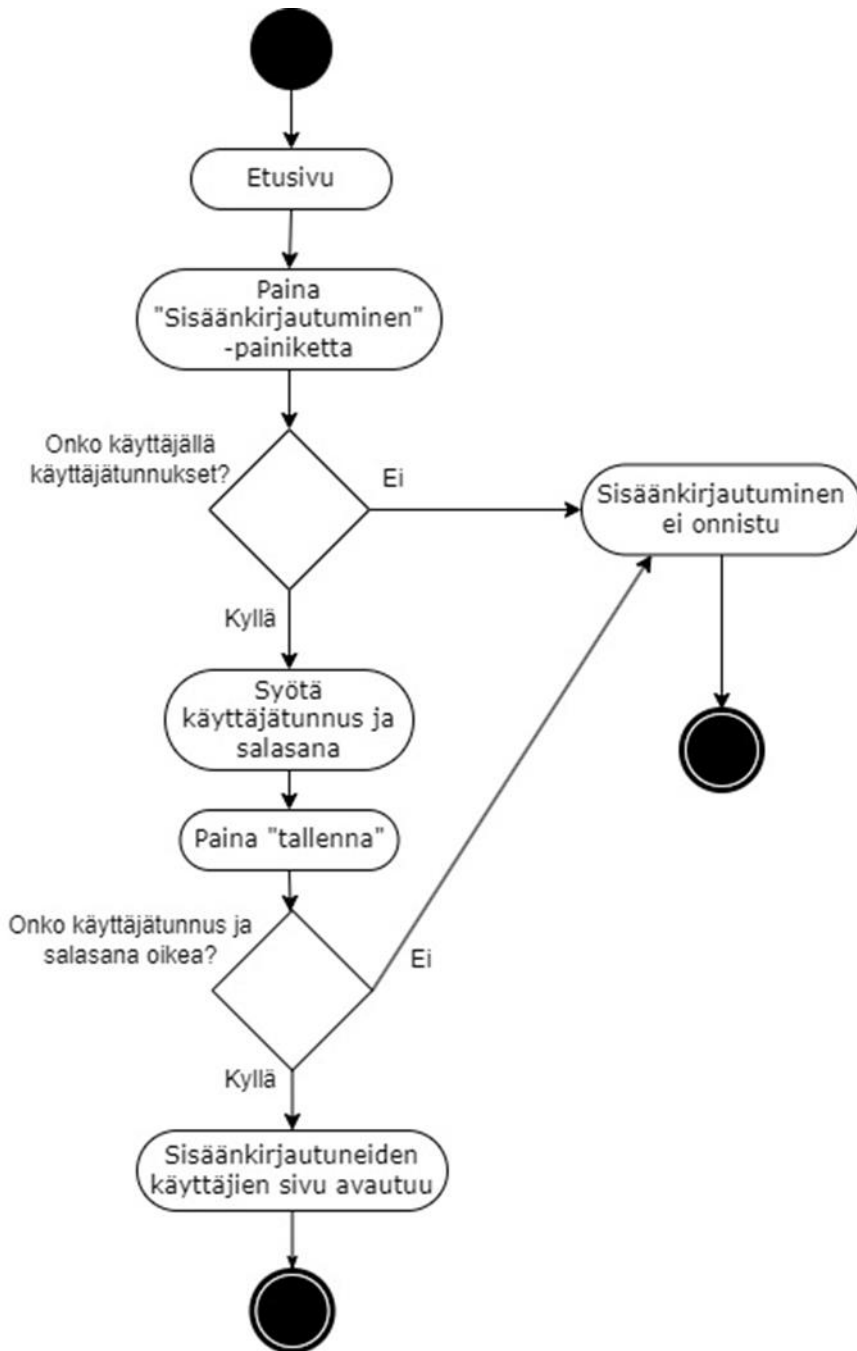 Etusivu
Paina
"Sisäänkirjautuminen"
-painiketta
Onko käyttäjällä
käyttäjätunnukset?
Ei
Sisäänkirjautuminen
ei onnistu
Kyllä
Syötä
käyttäjätunnus ja
salasana
Paina "tallenna"
Onko käyttäjätunnus ja
salasana oikea?
Ei
Kyllä
Sisäänkirjautuneiden
käyttäjien sivu avautuu